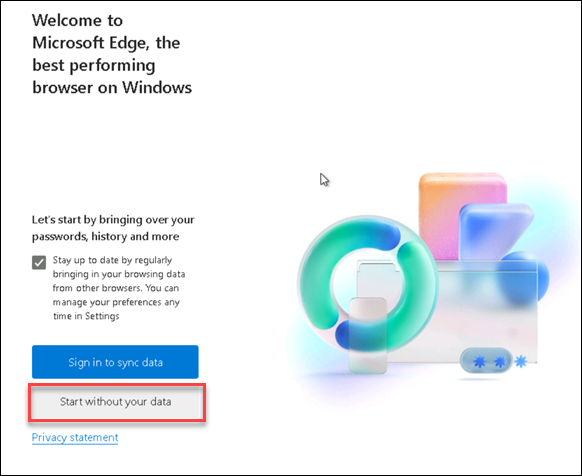 Welcome to
Microsoft Edge, the
best performing
browser on Windows
Let's start by bringing over your
passwords, history and more
Stay up to date by regularly
bringing in your browsing data
from other browsers. You can
manage your preferences any
time in Settings
Sign in to sync data
Start without your data
Privacy statement